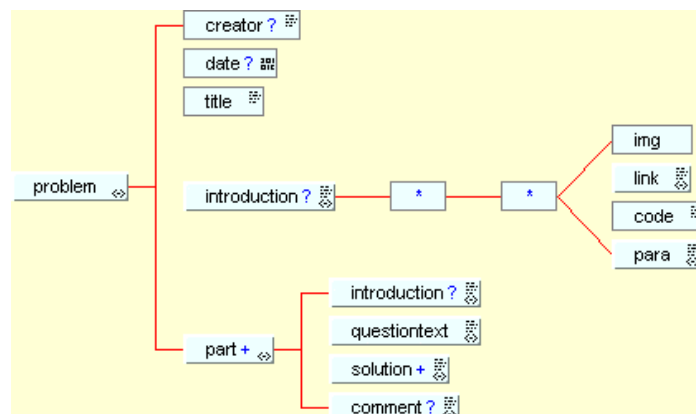 creator ?
date ?
title
problem
introduction ?
*
*
img
link
code
para
part +
introduction ?
questiontext
solution +
comment ?